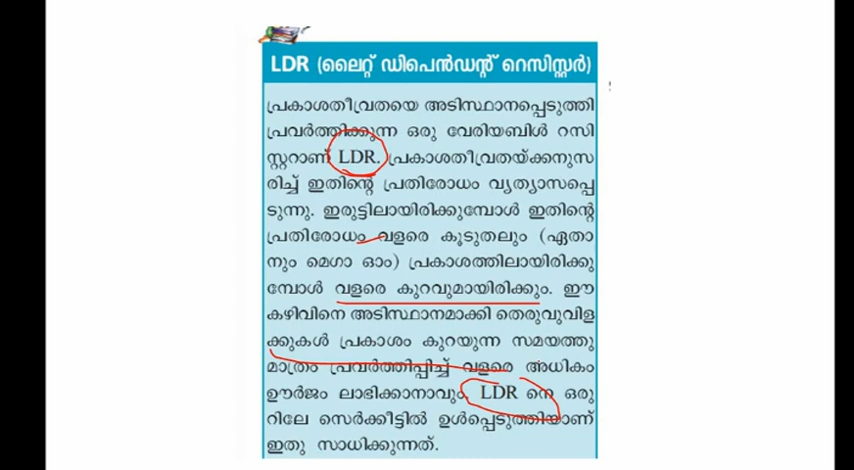 LDR (ലൈറ്റ് ഡിപെൻഡന്റ് റെസിസ്റ്റർ)
പ്രകാശതീവ്രതയെ അടിസ്ഥാനപ്പെടുത്തി
പ്രവർത്തിക്കുന്ന ഒരു വേരിയബിൾ റസി
സ്റ്ററാണ് LDR. പ്രകാശതീവ്രതയ്ക്കനുസ
രിച്ച് ഇതിന്റെ പ്രതിരോധം വ്യത്യാസപ്പെ
ടുന്നു. ഇരുട്ടിലായിരിക്കുമ്പോൾ ഇതിന്റെ
പ്രതിരോധം വളരെ കൂടുതലും (ഏതാ
നും മെഗാ ഓം) പ്രകാശത്തിലായിരിക്കു
മ്പോൾ വളരെ കുറവുമായിരിക്കും. ഈ
കഴിവിനെ അടിസ്ഥാനമാക്കി തെരുവുവിള
ക്കുകൾ പ്രകാശം കുറയുന്ന സമയത്തു
മാത്രം പ്രവർത്തിപ്പിച്ച് വളരെ അധികം
ഊർജം ലാഭിക്കാനാവും. LDR നെ ഒരു
റിലേ സെർക്കീട്ടിൽ ഉൾപ്പെടുത്തിയാണ്
ഇതു സാധിക്കുന്നത്.